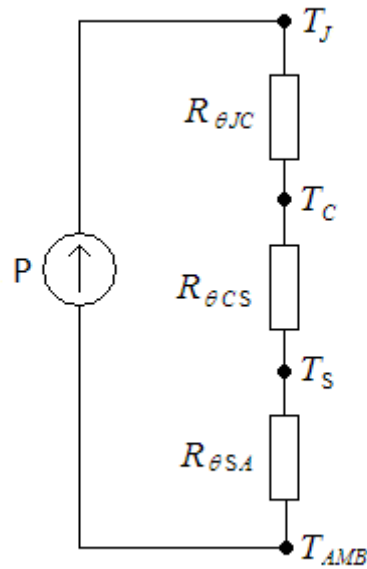 T_J
R_θJC
T_C
P
R_θCS
T_S
R_θSA
T_AMB